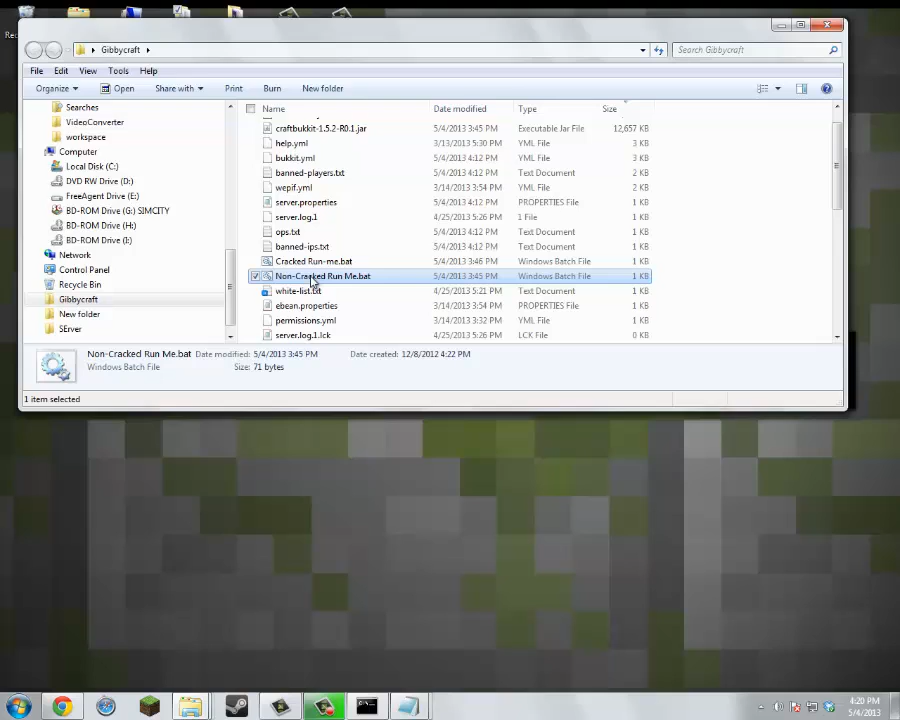 Rec
Gibbycraft
Search Gibbycraft
File Edit View Tools Help
Organize Open Share with Print Burn New folder
Searches
VideoConverter
workspace
Computer
Local Disk (C:)
DVD RW Drive (D:)
FreeAgent Drive (E:)
BD-ROM Drive (G:) SIMCITY
BD-ROM Drive (H:)
BD-ROM Drive (I:)
Network
Control Panel
Recycle Bin
Gibbycraft
New folder
SErver
Name Date modified Type Size
craftbukkit-1.5.2-R0.1.jar 5/4/2013 3:45 PM Executable Jar File 12,657 KB
help.yml 3/13/2013 5:30 PM YML File 3 KB
bukkit.yml 5/4/2013 4:12 PM YML File 3 KB
banned-players.txt 5/4/2013 4:12 PM Text Document 2 KB
wepif.yml 3/14/2013 3:54 PM YML File 2 KB
server.properties 5/4/2013 4:12 PM PROPERTIES File 1 KB
server.log.1 4/25/2013 5:26 PM 1 File 1 KB
ops.txt 5/4/2013 4:12 PM Text Document 1 KB
banned-ips.txt 5/4/2013 4:12 PM Text Document 1 KB
Cracked Run-me.bat 5/4/2013 3:46 PM Windows Batch File 1 KB
Non-Cracked Run Me.bat 5/4/2013 3:45 PM Windows Batch File 1 KB
white-list.txt 4/25/2013 5:21 PM Text Document 1 KB
ebean.properties 3/14/2013 3:54 PM PROPERTIES File 1 KB
permissions.yml 3/14/2013 3:32 PM YML File 1 KB
server.log.1.lck 4/25/2013 5:26 PM LCK File 0 KB
Non-Cracked Run Me.bat Date modified: 5/4/2013 3:45 PM Date created: 12/8/2012 4:22 PM
Windows Batch File Size: 71 bytes
1 item selected
4:20 PM
5/4/2013